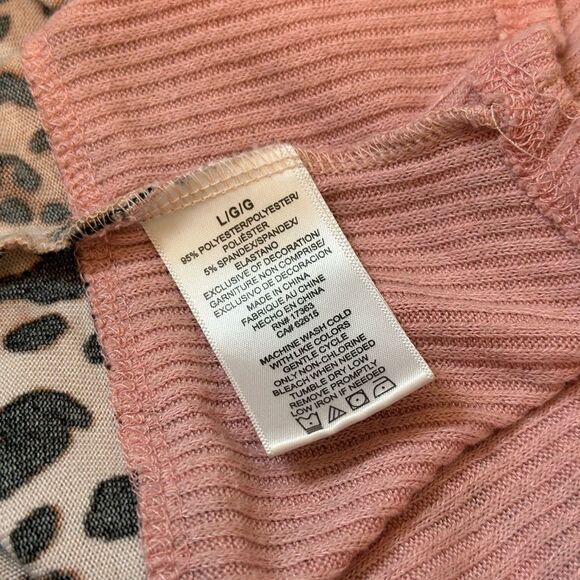 L/G/G
95% POLYESTER/POLYESTER/
POLIÉSTER
5% SPANDEX/SPANDEX/
ELASTANO
EXCLUSIVE OF DECORATION/
GARNITURE NON COMPRISE/
EXCLUSIVO DE DECORACION
MADE IN CHINA
FABRIQUE AU CHINE
HECHO EN CHINA
RN# 17363
CA# 62615
MACHINE WASH COLD
WITH LIKE COLORS
GENTLE CYCLE
ONLY NON-CHLORINE
BLEACH WHEN NEEDED
TUMBLE DRY LOW
REMOVE PROMPTLY
LOW IRON IF NEEDED